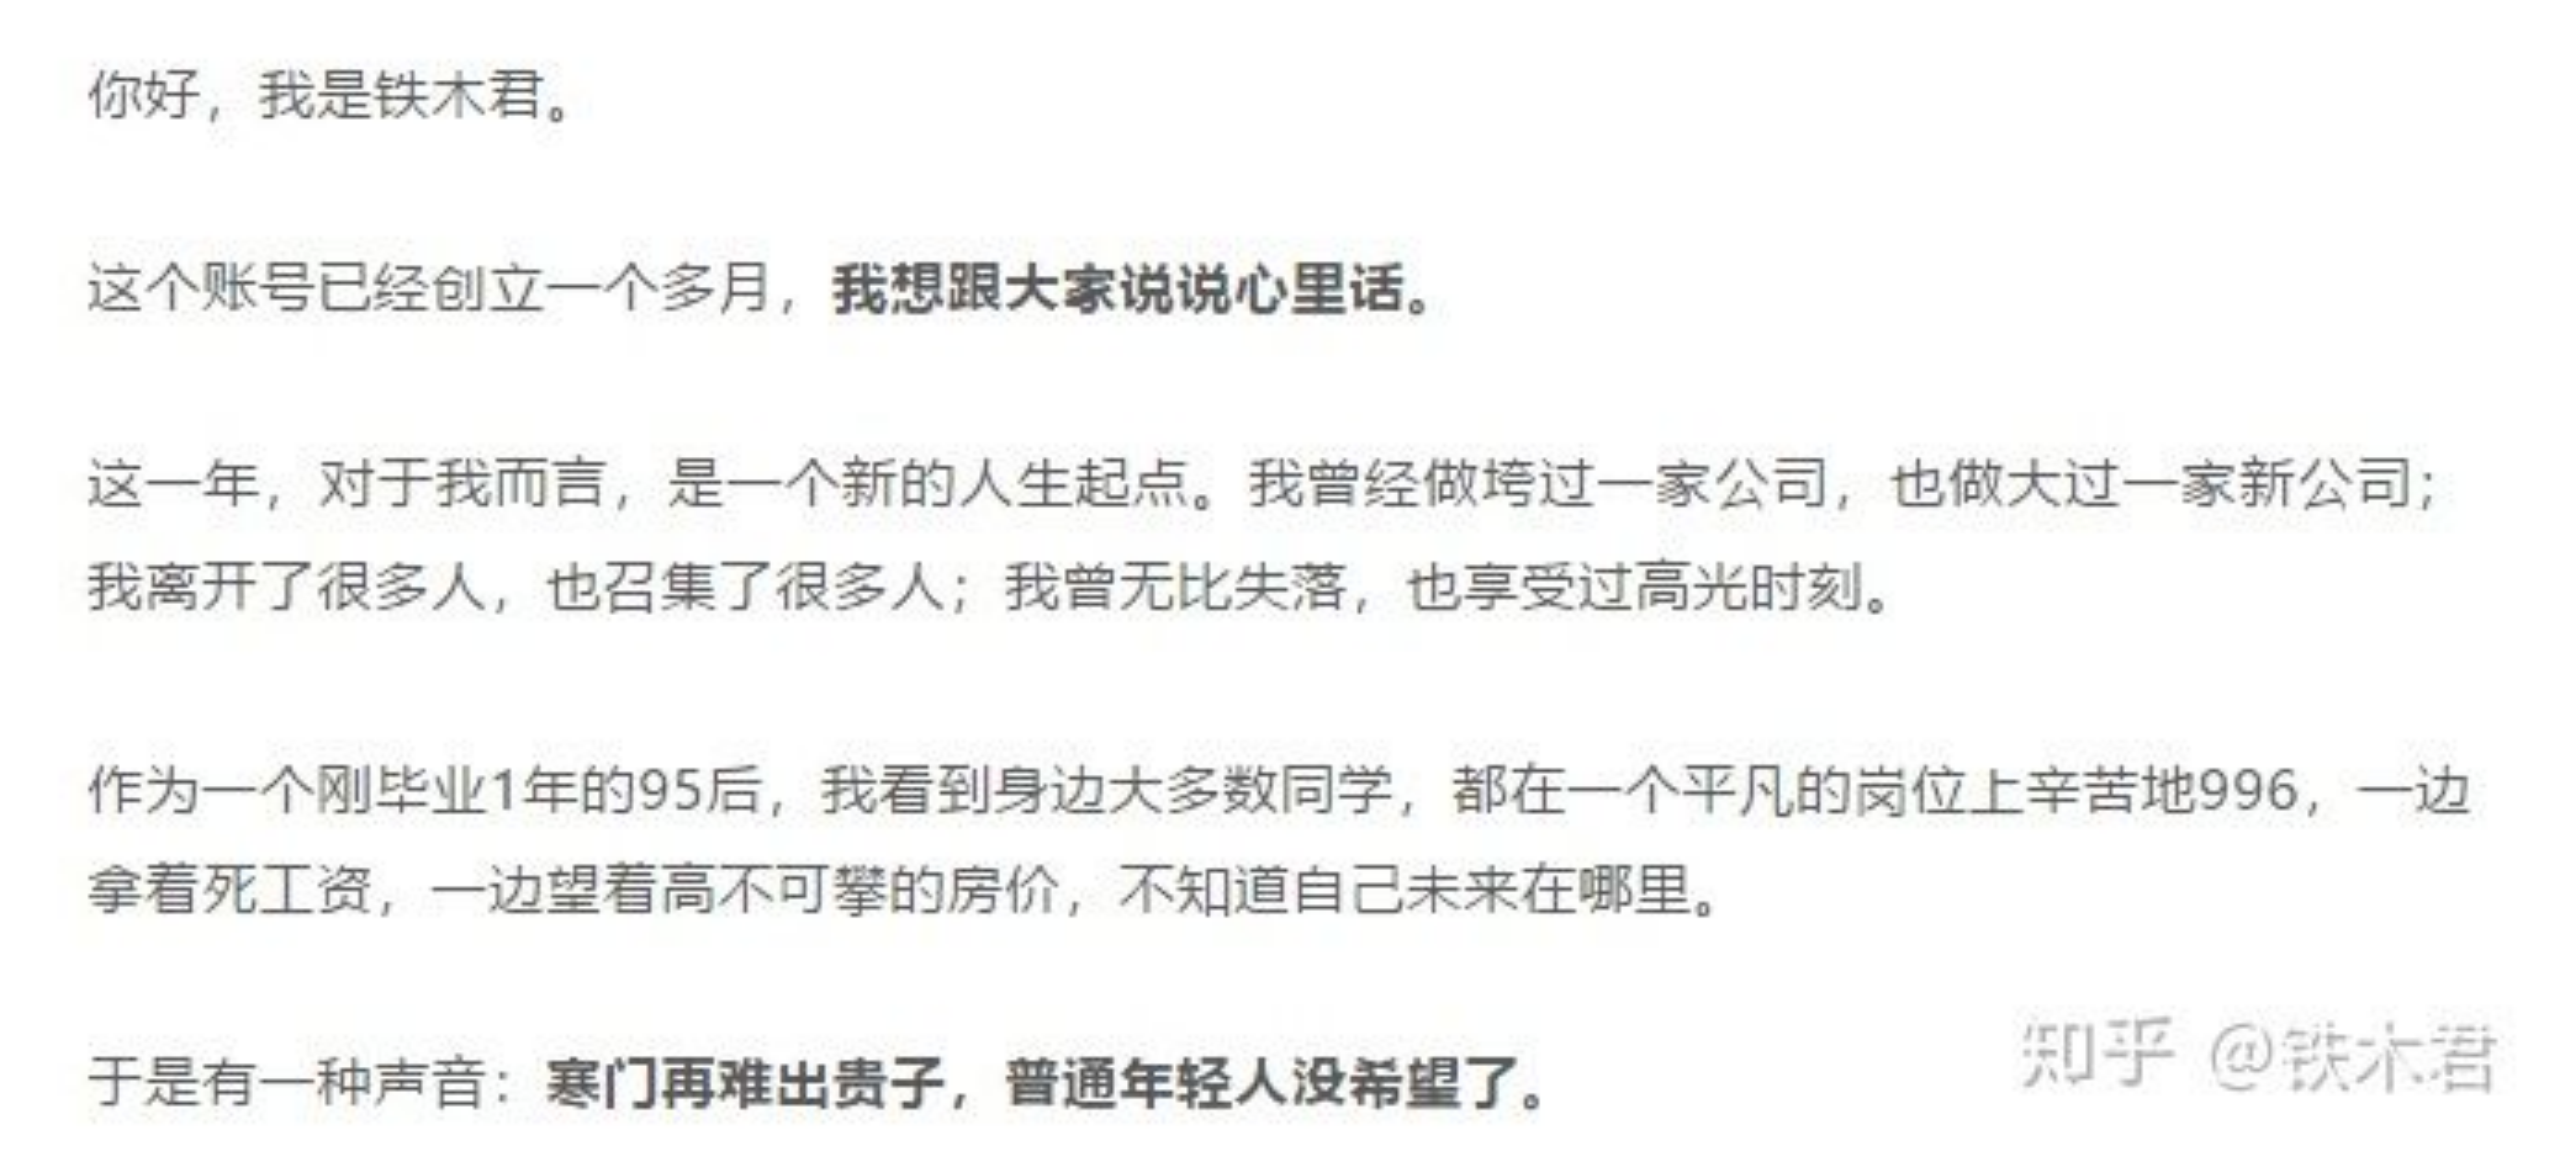 你好，我是铁木君。
这个账号已经创立一个多月，我想跟大家说说心里话。
这一年，对于我而言，是一个新的人生起点。我曾经做垮过一家公司，也做大过一家新公司；
我离开了很多人，也召集了很多人；我曾无比失落，也享受过高光时刻。
作为一个刚毕业1年的95后，我看到身边大多数同学，都在一个平凡的岗位上辛苦地996，一边
拿着死工资，一边望着高不可攀的房价，不知道自己未来在哪里。
于是有一种声音：寒门再难出贵子，普通年轻人没希望了。
知乎 @铁木君